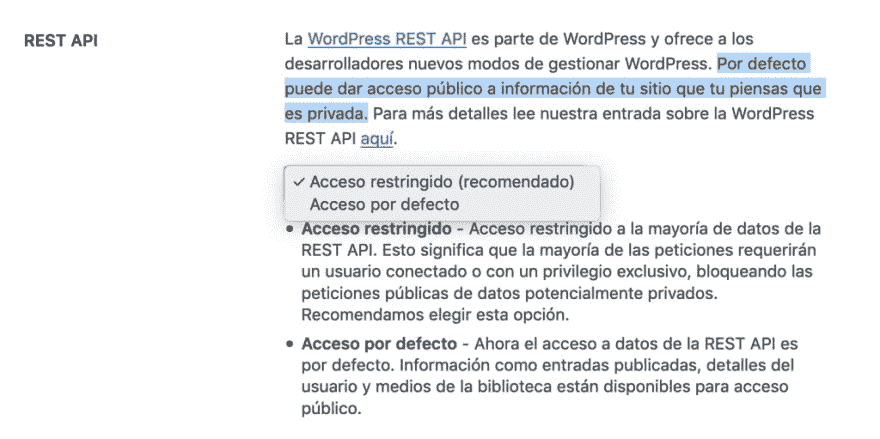 REST API
La WordPress REST API es parte de WordPress y ofrece a los
desarrolladores nuevos modos de gestionar WordPress. Por defecto
puede dar acceso público a información de tu sitio que tu piensas que
es privada. Para más detalles lee nuestra entrada sobre la WordPress
REST API aquí.
✓ Acceso restringido (recomendado)
Acceso por defecto
• Acceso restringido - Acceso restringido a la mayoría de datos de la
REST API. Esto significa que la mayoría de las peticiones requerirán
un usuario conectado o con un privilegio exclusivo, bloqueando las
peticiones públicas de datos potencialmente privados.
Recomendamos elegir esta opción.
• Acceso por defecto - Ahora el acceso a datos de la REST API es
por defecto. Información como entradas publicadas, detalles del
usuario y medios de la biblioteca están disponibles para acceso
público.